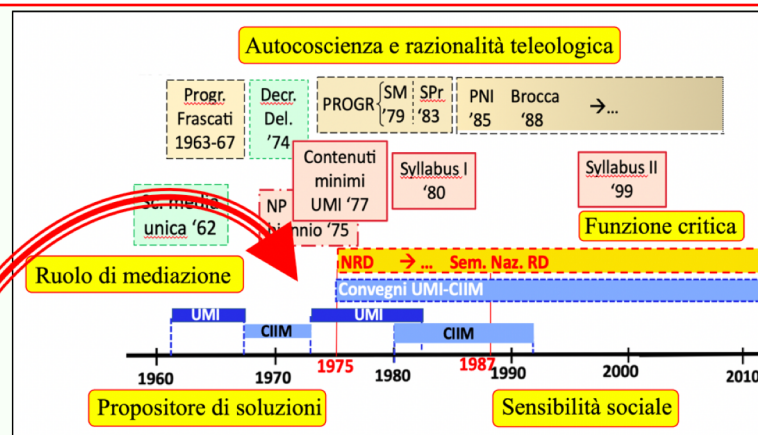 Autocoscienza e razionalità teleologica
Progr.
Frascati
1963-67
Decr.
Del.
'74
PROGR
SM
'79
SPr
'83
PNI
'85
Brocca
'88
→...
Contenuti
minimi
UMI '77
Syllabus I
'80
Syllabus II
'99
Sc. media
unica '62
NP
biennio '75
Funzione critica
Ruolo di mediazione
NRD → ... Sem. Naz. RD
Convegni UMI-CIIM
UMI
UMI
CIIM
CIIM
1960
1970
1975
1980
1987
1990
2000
2010
Propositore di soluzioni
Sensibilità sociale